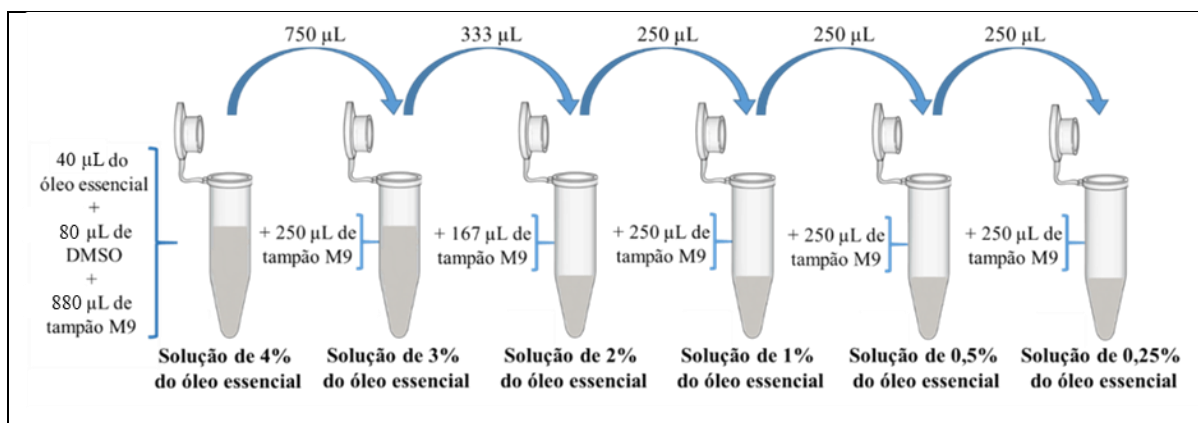 750 µL
333 µL
250 µL
250 µL
250 µL
40 µL do
óleo essencial
+
80 µL de
DMSO
+
880 µL de
tampão M9
+ 250 µL de
tampão M9
+ 167 µL de
tampão M9
+ 250 µL de
tampão M9
+ 250 µL de
tampão M9
+ 250 µL de
tampão M9
Solução de 4%
do óleo essencial
Solução de 3%
do óleo essencial
Solução de 2%
do óleo essencial
Solução de 1%
do óleo essencial
Solução de 0,5%
do óleo essencial
Solução de 0,25%
do óleo essencial